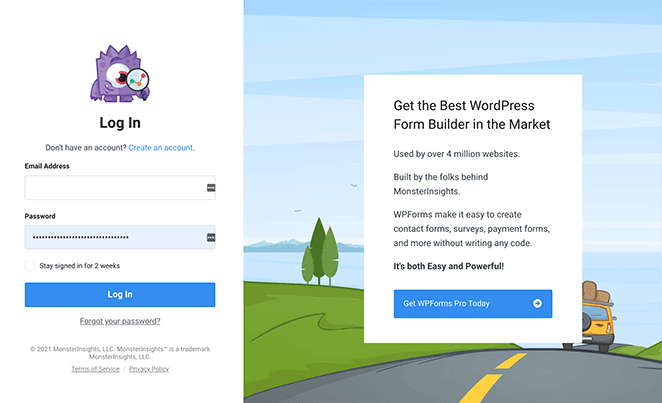 Log In
Don't have an account? Create an account.
Email Address
Password
Stay signed in for 2 weeks
Log In
Forgot your password?
© 2021 MonsterInsights, LLC. MonsterInsights™ is a trademark
MonsterInsights, LLC.
Terms of Service | Privacy Policy
Get the Best WordPress
Form Builder in the Market
Used by over 4 million websites.
Built by the folks behind
MonsterInsights.
WPForms make it easy to create
contact forms, surveys, payment forms,
and more without writing any code.
It's both Easy and Powerful!
Get WPForms Pro Today